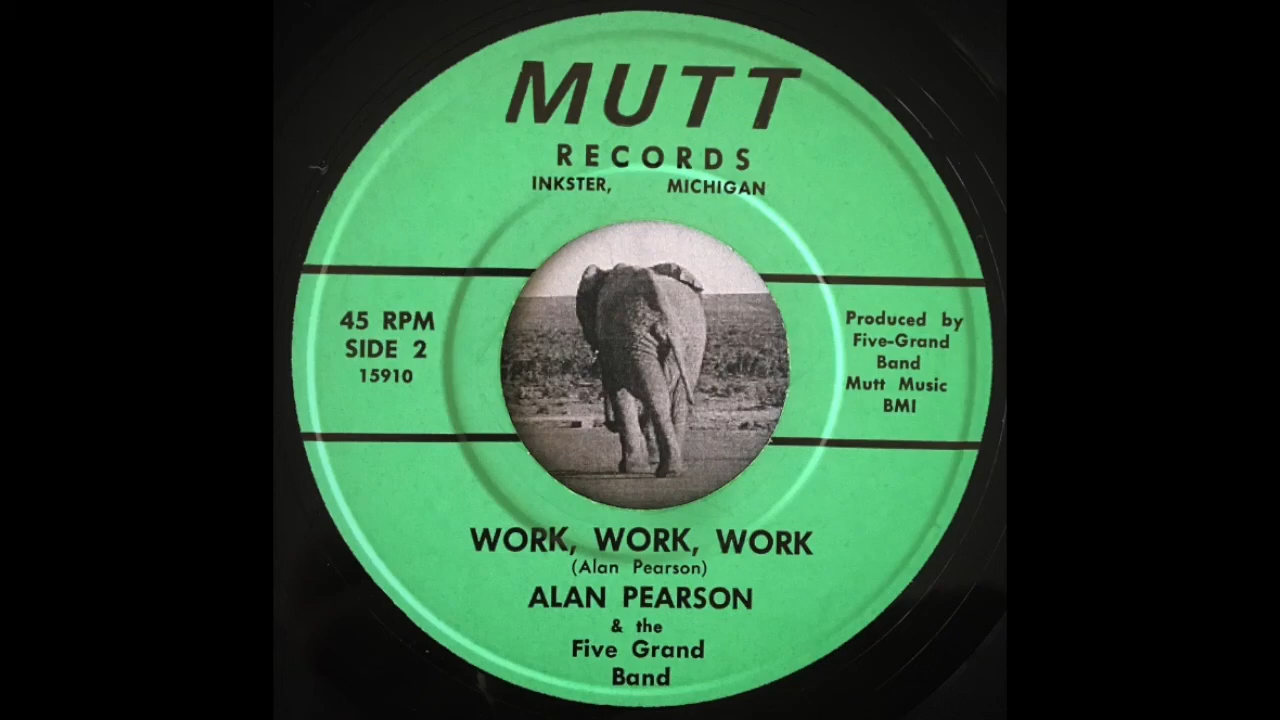 MUTT
RECORDS
INKSTER, MICHIGAN
45 RPM
SIDE 2
15910
Produced by
Five-Grand
Band
Mutt Music
BMI
WORK, WORK, WORK
(Alan Pearson)
ALAN PEARSON
& the
Five Grand
Band